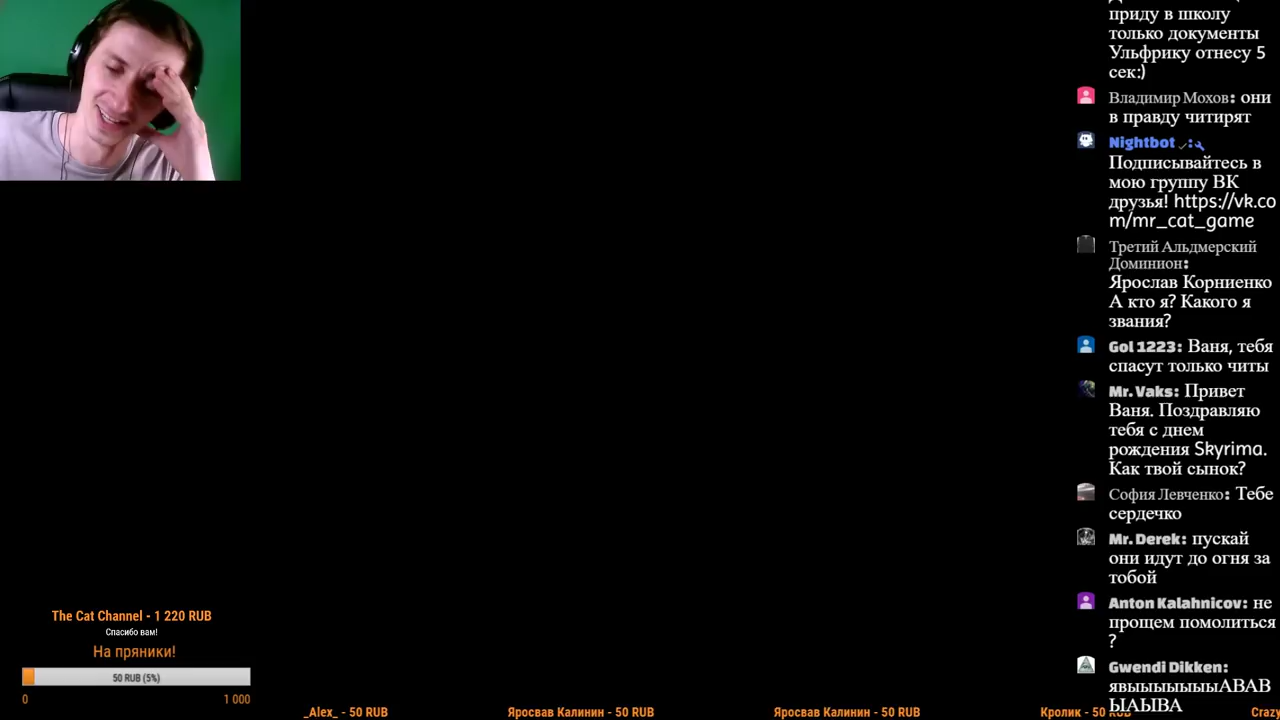 приду в школу
только документы
Ульфрику отнесу 5
сек:)
Владимир Мохов: они
в правду читирят
Nightbot :
Подписывайтесь в
мою группу ВК
друзья! https://vk.co
m/mr_cat_game
Третий Альдмерский
Доминион:
Ярослав Корниенко
А кто я? Какого я
звания?
Gol 1223: Ваня, тебя
спасут только читы
Mr. Vaks: Привет
Ваня. Поздравляю
тебя с днем
рождения Skyrima.
Как твой сынок?
София Левченко: Тебе
сердечко
Mr. Derek: пускай
они идут до огня за
тобой
Anton Kalahnicov: не
прощем помолиться
?
Gwendi Dikken:
явыыыыыыыАВАВ
ЫАЫВА
The Cat Channel - 1 220 RUB
Спасибо вам!
На пряники!
50 RUB (5%)
0 1 000
_Alex_ - 50 RUB Яросвав Калинин - 50 RUB Яросвав Калинин - 50 RUB Кролик - 50 RUB Crazy